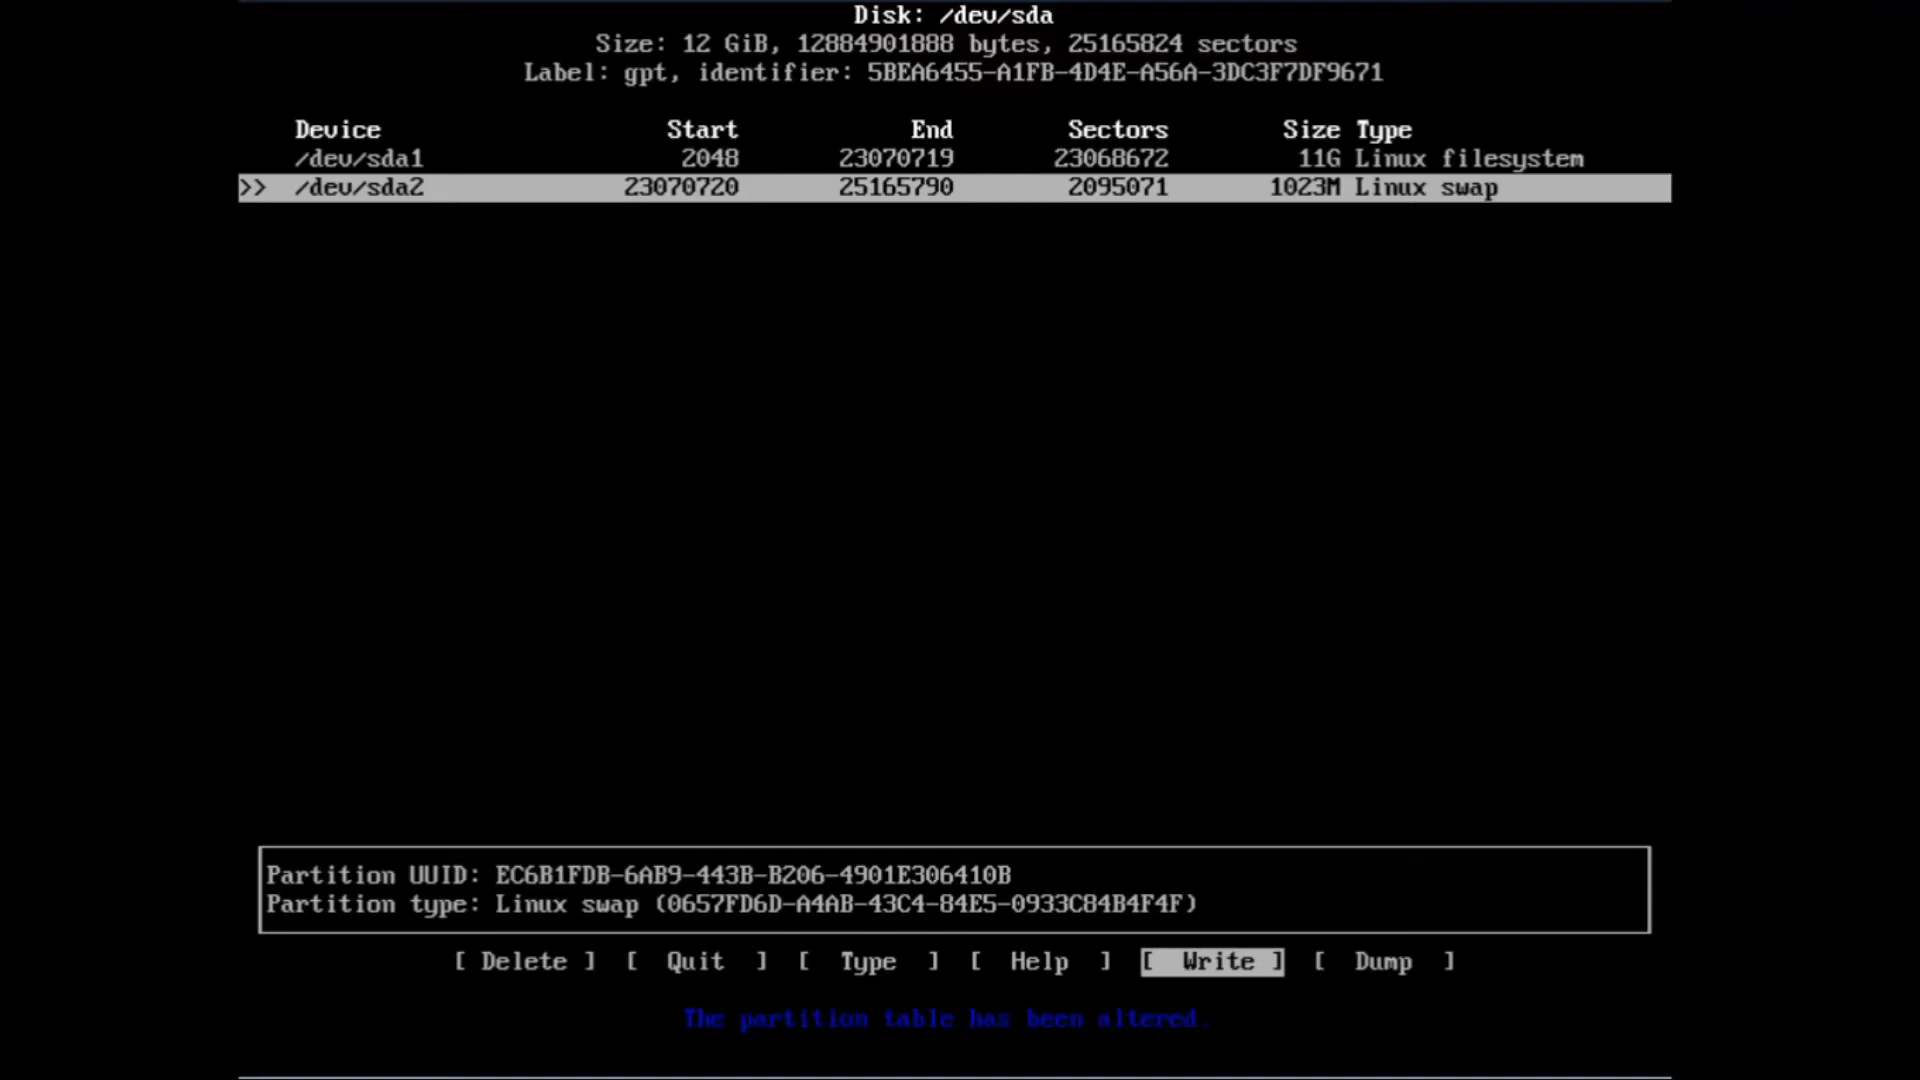 Disk: /dev/sda
Size: 12 GiB, 12884901888 bytes, 25165824 sectors
Label: gpt, identifier: 5BEA6455-A1FB-4D4E-A56A-3DC3F7DF9671
Device Start End Sectors Size Type
/dev/sda1 2048 23070719 23068672 11G Linux filesystem
>> /dev/sda2 23070720 25165790 2095071 1023M Linux swap
Partition UUID: EC6B1FDB-6AB9-443B-B206-4901E306410B
Partition type: Linux swap (0657FD6D-A4AB-43C4-84E5-0933C84B4F4F)
[ Delete ] [ Quit ] [ Type ] [ Help ] [ Write ] [ Dump ]
The partition table has been altered.